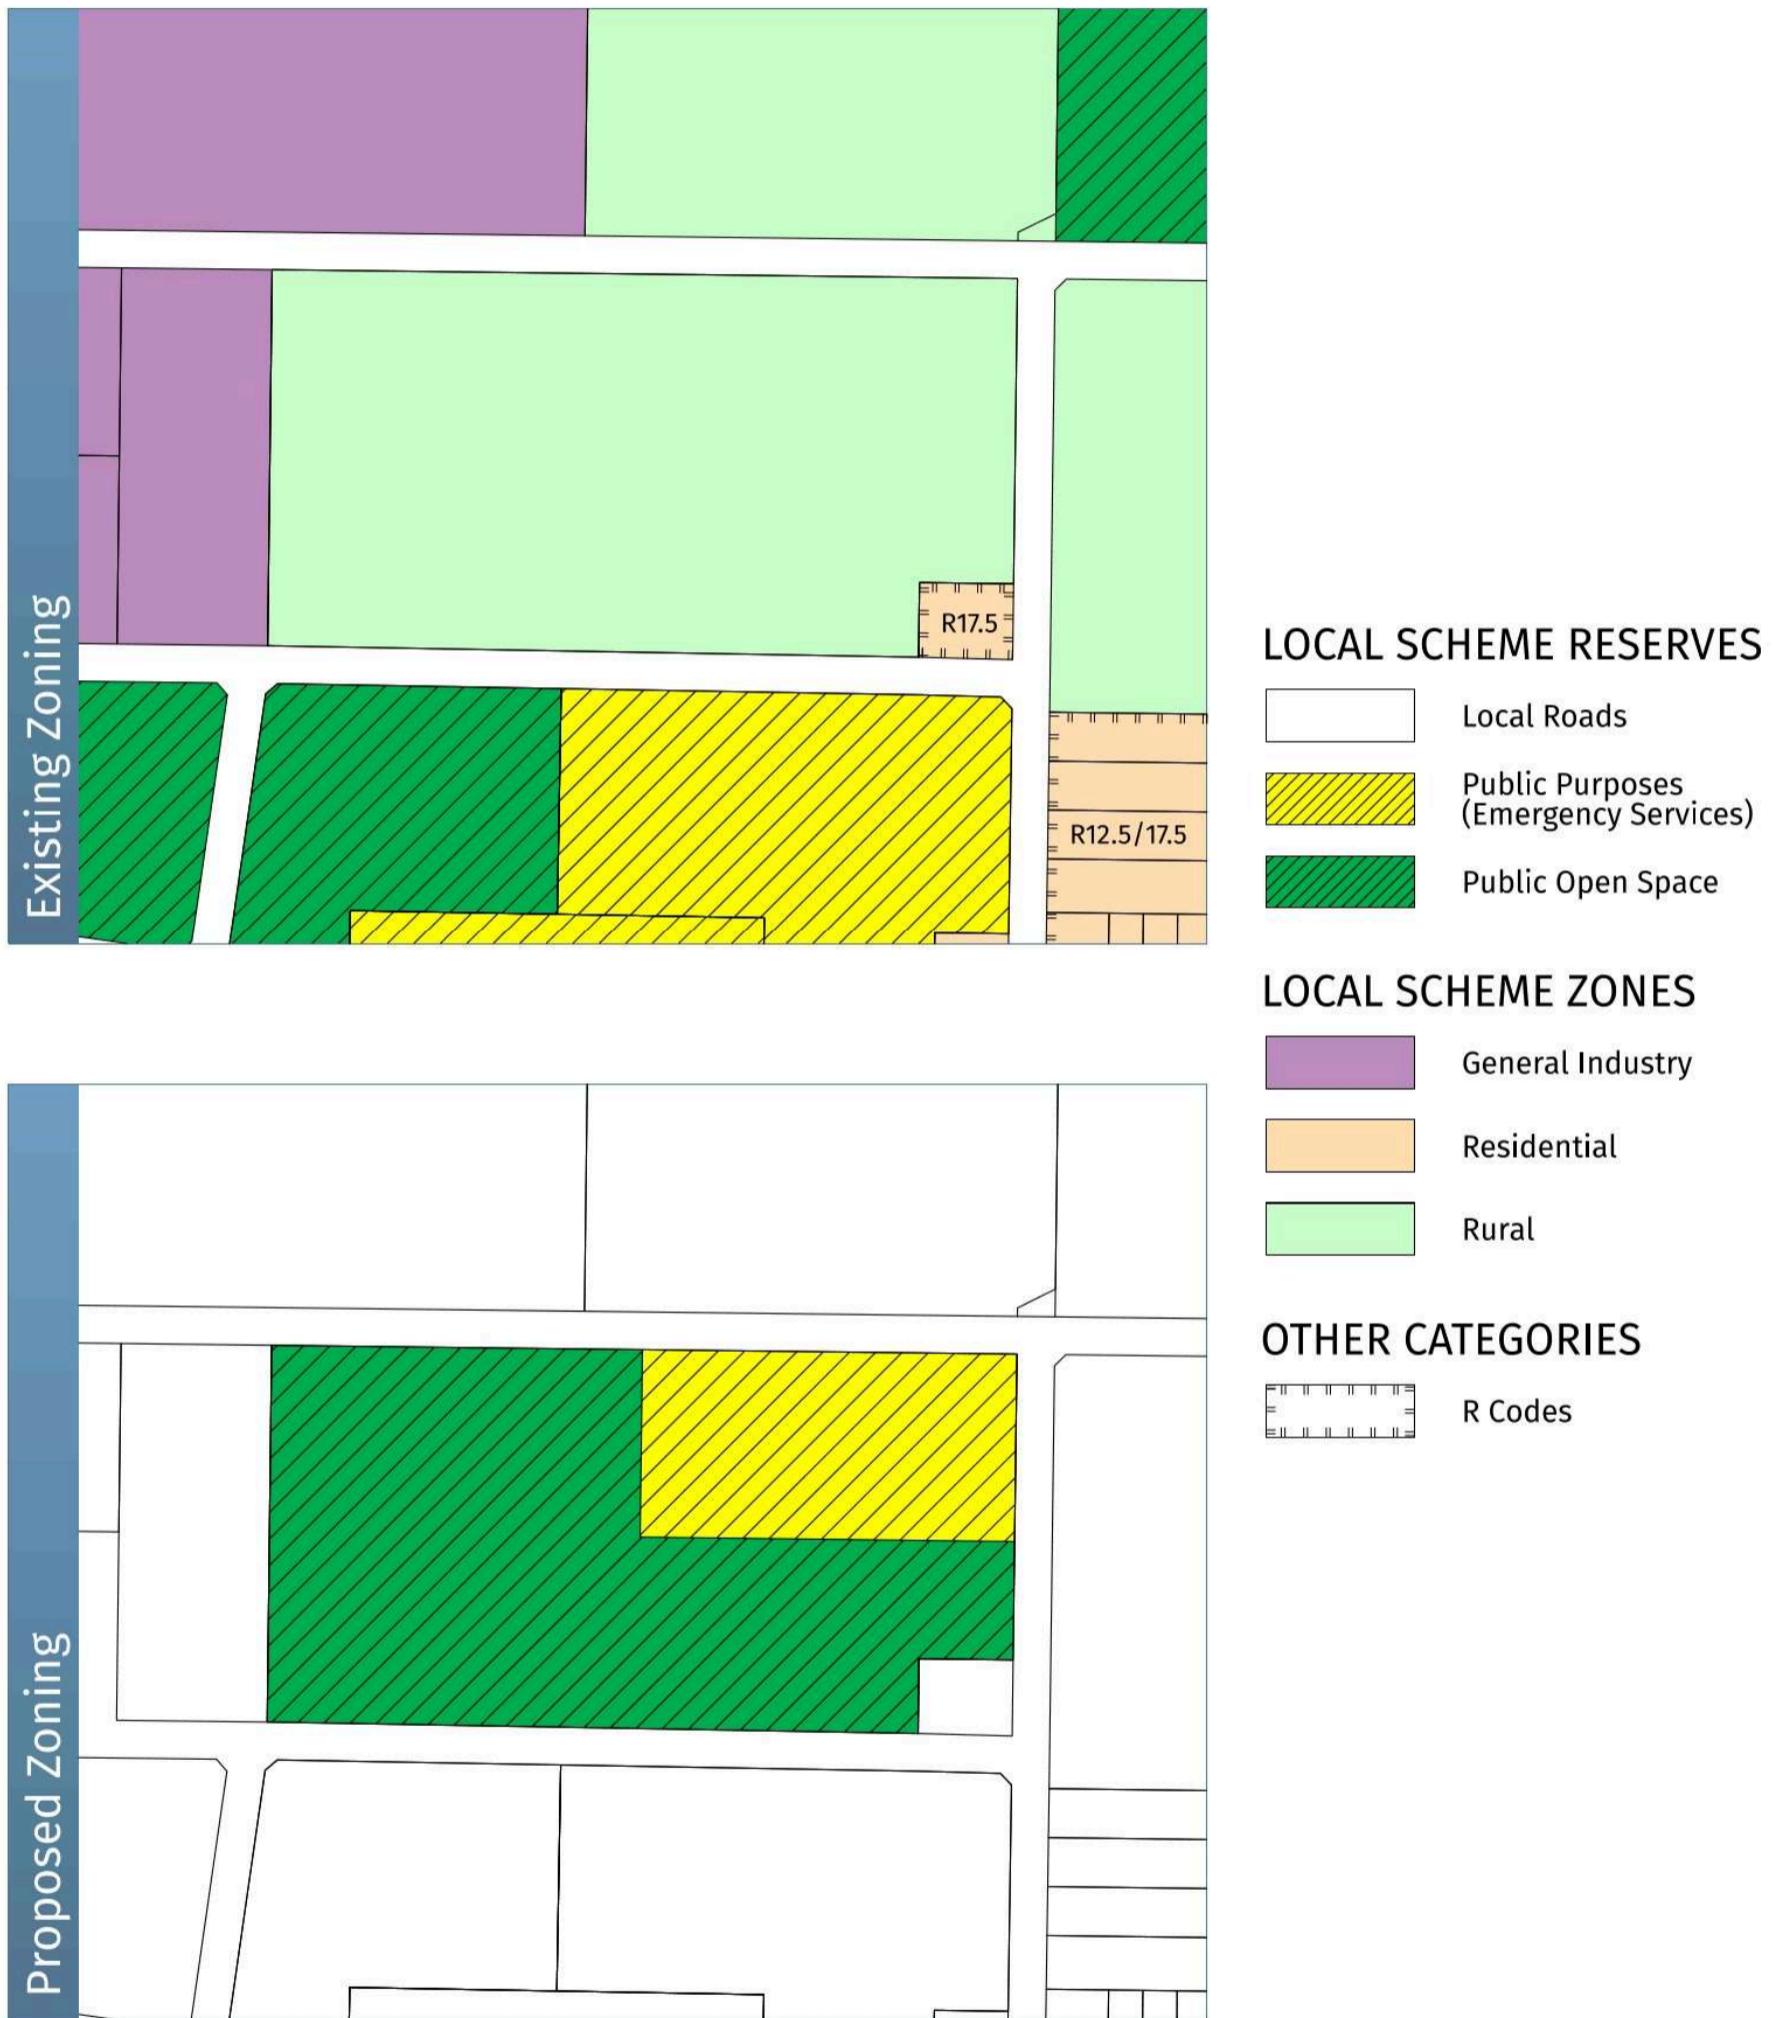 Existing Zoning
R17.5
R12.5/17.5
Proposed Zoning
LOCAL SCHEME RESERVES
Local Roads
Public Purposes
(Emergency Services)
Public Open Space
LOCAL SCHEME ZONES
General Industry
Residential
Rural
OTHER CATEGORIES
R Codes